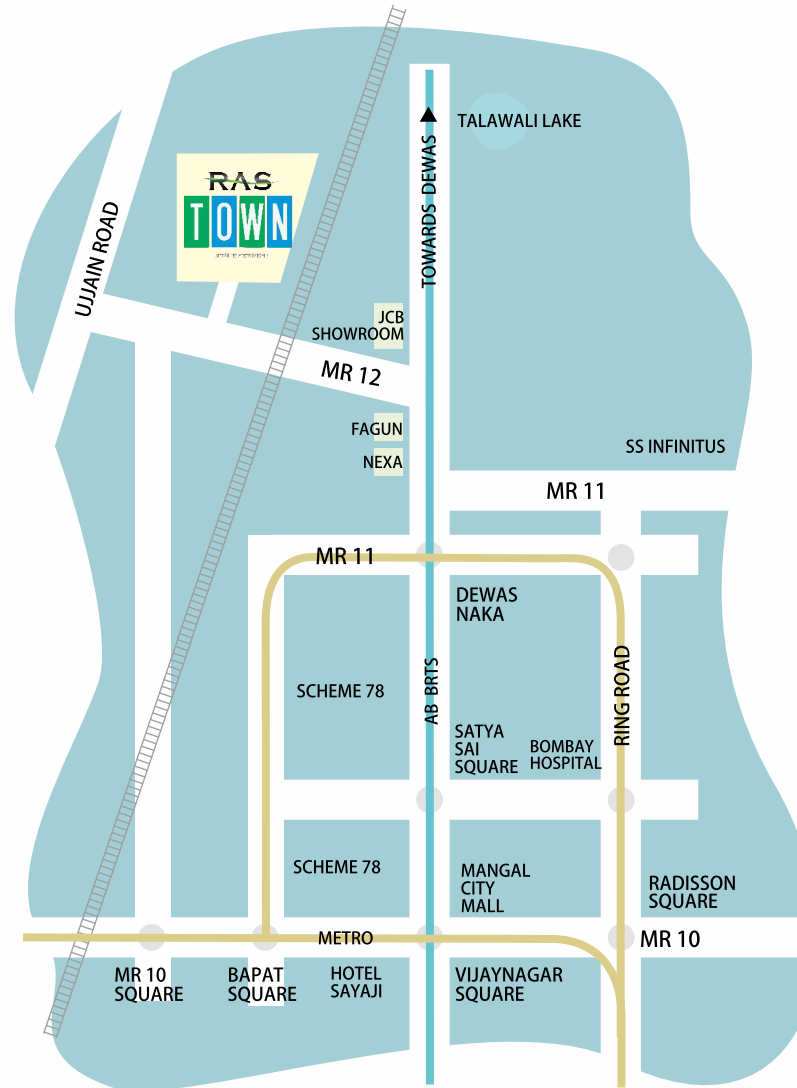 TALAWALI LAKE
TOWARDS DEWAS
RAS
TOWN
UJJAIN ROAD
JCB
SHOWROOM
MR 12
FAGUN
NEXA
SS INFINITUS
MR 11
MR 11
DEWAS
NAKA
SCHEME 78
AB BRTS
RING ROAD
SATYA
SAI
SQUARE
BOMBAY
HOSPITAL
SCHEME 78
MANGAL
CITY
MALL
RADISSON
SQUARE
METRO
MR 10
MR 10
SQUARE
BAPAT
SQUARE
HOTEL
SAYAJI
VIJAYNAGAR
SQUARE